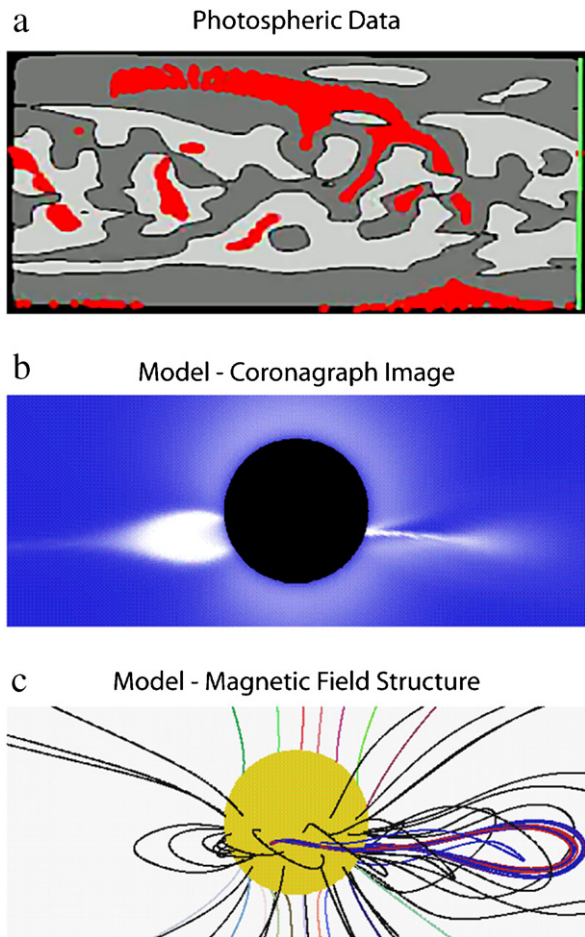 a
Photospheric Data
b
Model - Coronagraph Image
c
Model - Magnetic Field Structure